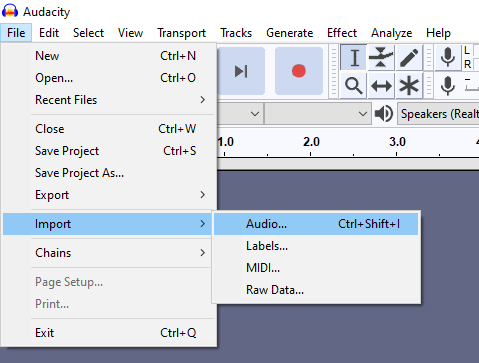 Audacity
File Edit Select View Transport Tracks Generate Effect Analyze Help
New Ctrl+N
Open... Ctrl+O
Recent Files
Close Ctrl+W
Save Project Ctrl+S
Save Project As...
Export
Import
Chains
Page Setup...
Print...
Exit Ctrl+Q
Audio... Ctrl+Shift+I
Labels...
MIDI...
Raw Data...
L
R
Speakers (Realt
1.0 2.0 3.0 4